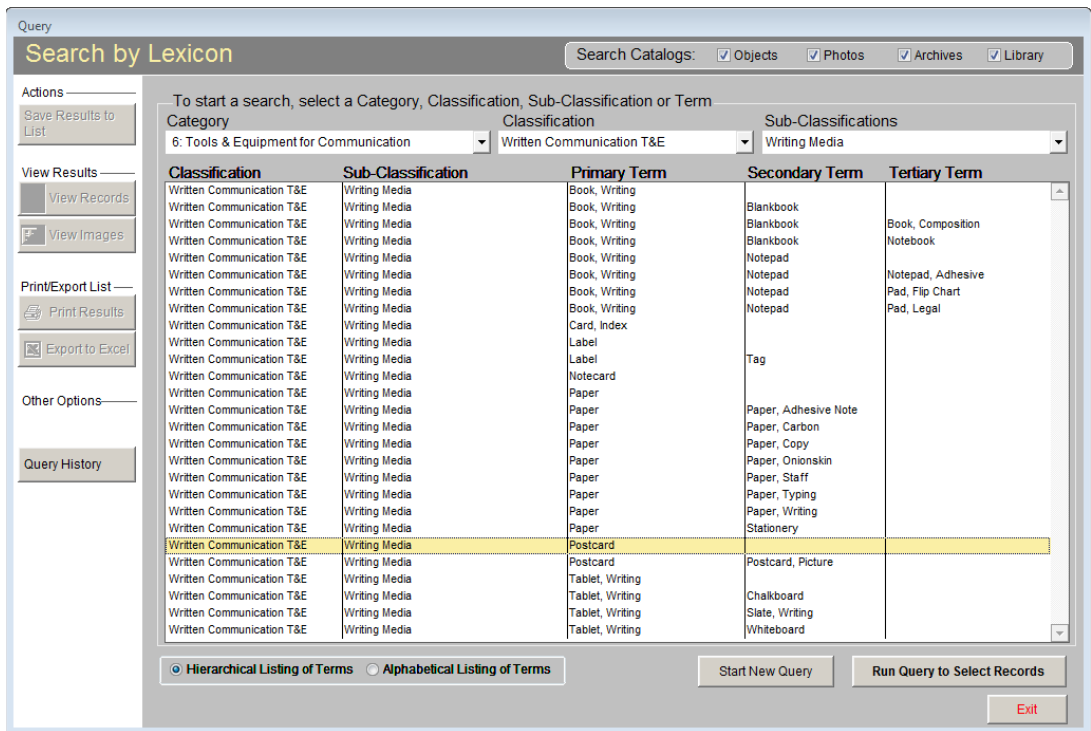 Query
Search by Lexicon
Search Catalogs: Objects Photos Archives Library
Actions
Save Results to
List
View Results
View Records
View Images
Print/Export List
Print Results
Export to Excel
Other Options
Query History
To start a search, select a Category, Classification, Sub-Classification or Term
Category Classification Sub-Classifications
6: Tools & Equipment for Communication Written Communication T&E Writing Media
Classification Sub-Classification Primary Term Secondary Term Tertiary Term
Written Communication T&E Writing Media Book, Writing
Written Communication T&E Writing Media Book, Writing Blankbook
Written Communication T&E Writing Media Book, Writing Blankbook Book, Composition
Written Communication T&E Writing Media Book, Writing Blankbook Notebook
Written Communication T&E Writing Media Book, Writing Notepad
Written Communication T&E Writing Media Book, Writing Notepad Notepad, Adhesive
Written Communication T&E Writing Media Book, Writing Notepad Pad, Flip Chart
Written Communication T&E Writing Media Book, Writing Notepad Pad, Legal
Written Communication T&E Writing Media Card, Index
Written Communication T&E Writing Media Label
Written Communication T&E Writing Media Label Tag
Written Communication T&E Writing Media Notecard
Written Communication T&E Writing Media Paper
Written Communication T&E Writing Media Paper Paper, Adhesive Note
Written Communication T&E Writing Media Paper Paper, Carbon
Written Communication T&E Writing Media Paper Paper, Copy
Written Communication T&E Writing Media Paper Paper, Onionskin
Written Communication T&E Writing Media Paper Paper, Staff
Written Communication T&E Writing Media Paper Paper, Typing
Written Communication T&E Writing Media Paper Paper, Writing
Written Communication T&E Writing Media Paper Stationery
Written Communication T&E Writing Media Postcard
Written Communication T&E Writing Media Postcard Postcard, Picture
Written Communication T&E Writing Media Tablet, Writing
Written Communication T&E Writing Media Tablet, Writing Chalkboard
Written Communication T&E Writing Media Tablet, Writing Slate, Writing
Written Communication T&E Writing Media Tablet, Writing Whiteboard
Hierarchical Listing of Terms Alphabetical Listing of Terms
Start New Query Run Query to Select Records
Exit